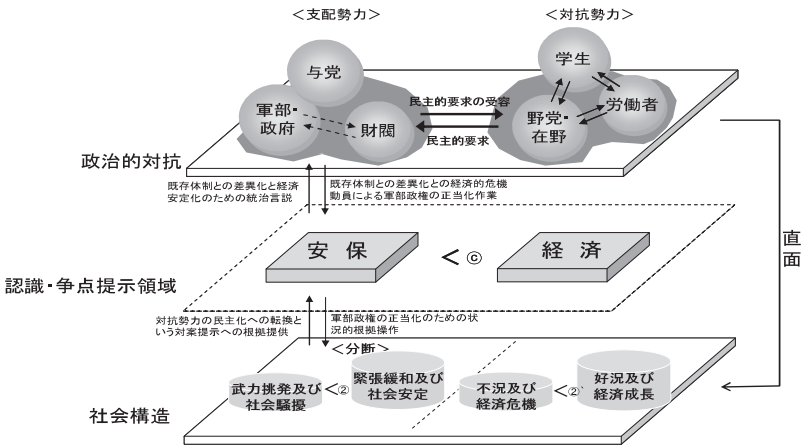 ＜支配勢力＞
＜対抗勢力＞
与党
学生
軍部・
政府
財閥
民主的要求の受容
民主的要求
野党・
在野
労働者
政治的対抗
既存体制との差異化と経済
安定化のための統治言説
既存体制との差異化との経済的危機
動員による軍部政権の正当化作業
安 保
＜ ⓒ
経 済
直面
認識・争点提示領域
対抗勢力の民主化への転換と
いう対案提示への根拠提供
軍部政権の正当化のための状
況的根拠操作
＜分断＞
武力挑発及び
社会騒擾
＜②
緊張緩和及び
社会安定
不況及び
経済危機
＜②`
好況及び
経済成長
社会構造